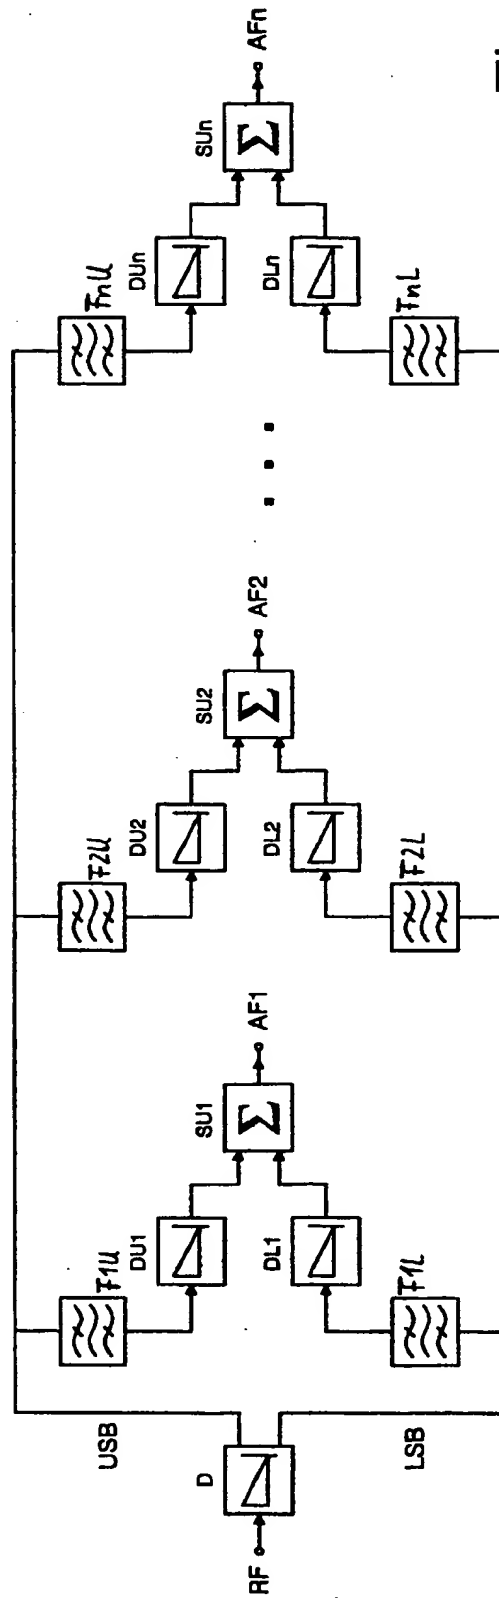 RF
D
USB
LSB
F1U
DU1
DL1
F1L
SU1
Σ
AF1
F2U
DU2
DL2
F2L
SU2
Σ
AF2
FnU
DUn
DLn
FnL
SUn
Σ
AFn